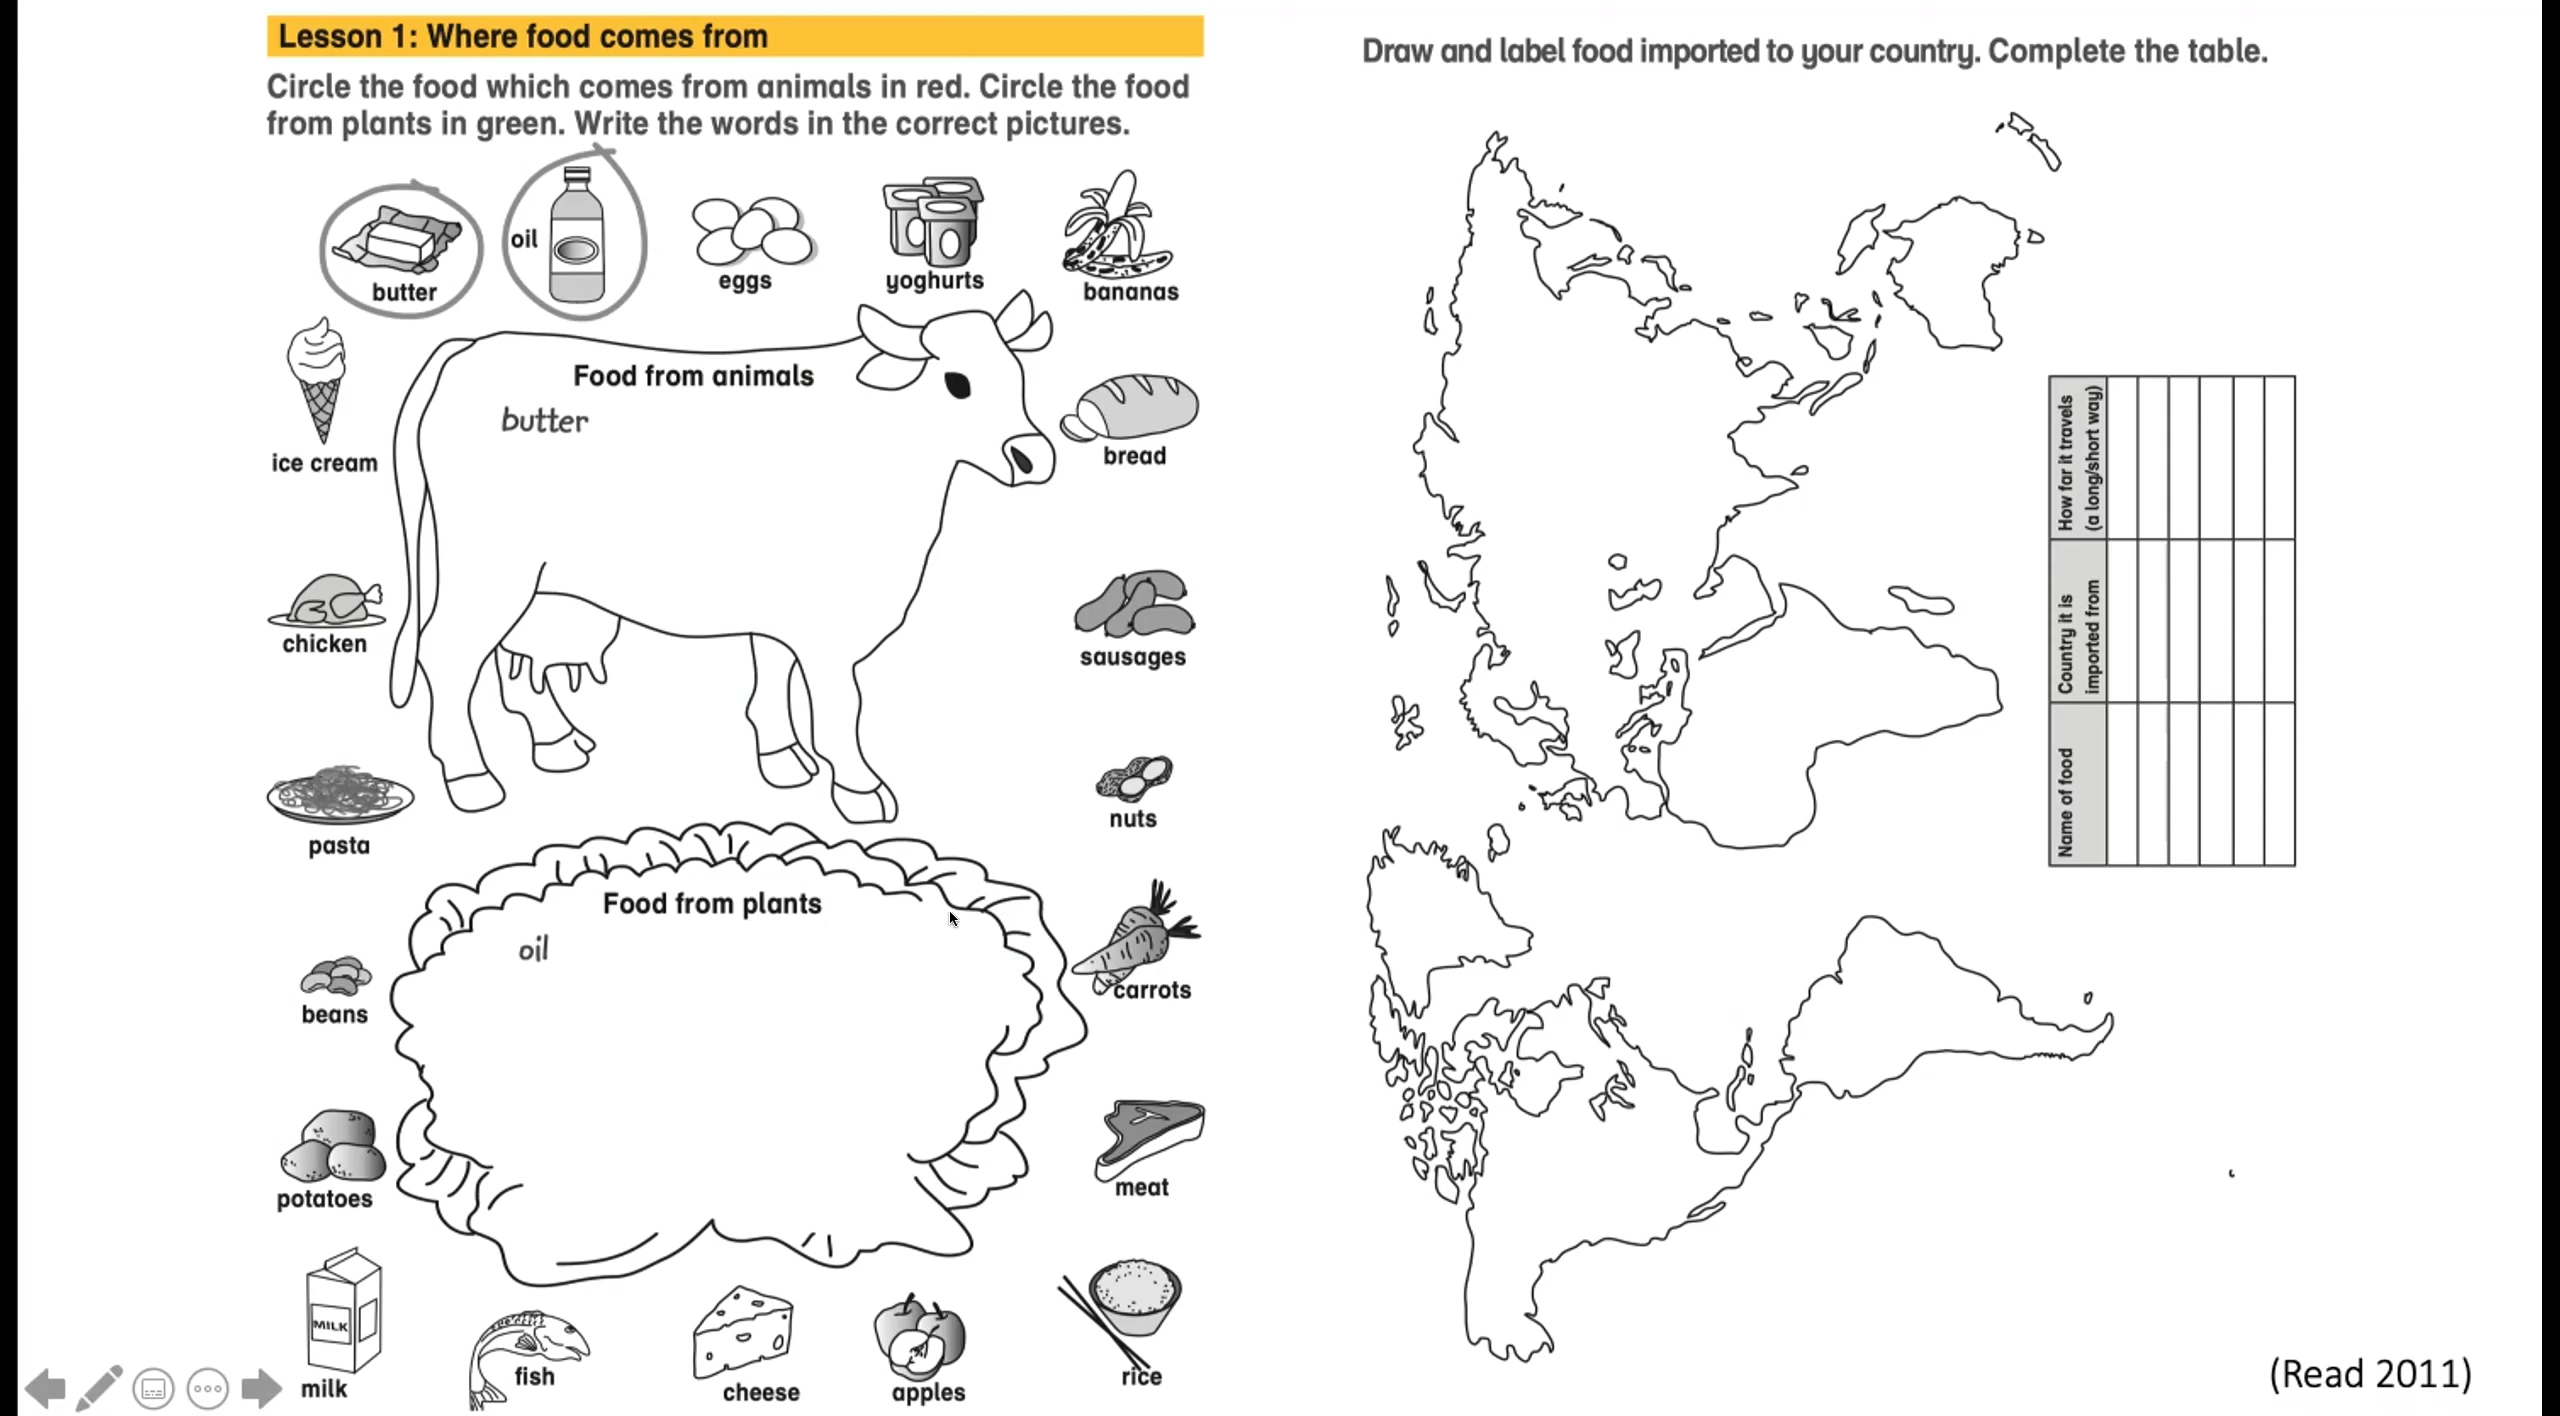 Lesson 1: Where food comes from
Circle the food which comes from animals in red. Circle the food
from plants in green. Write the words in the correct pictures.
butter
oil
eggs
yoghurts
bananas
ice cream
Food from animals
butter
bread
chicken
sausages
pasta
nuts
Food from plants
oil
beans
carrots
potatoes
meat
MILK
milk
fish
cheese
apples
rice
Draw and label food imported to your country. Complete the table.
Name of food
Country it is
imported from
How far it travels
(a long/short way)
(Read 2011)